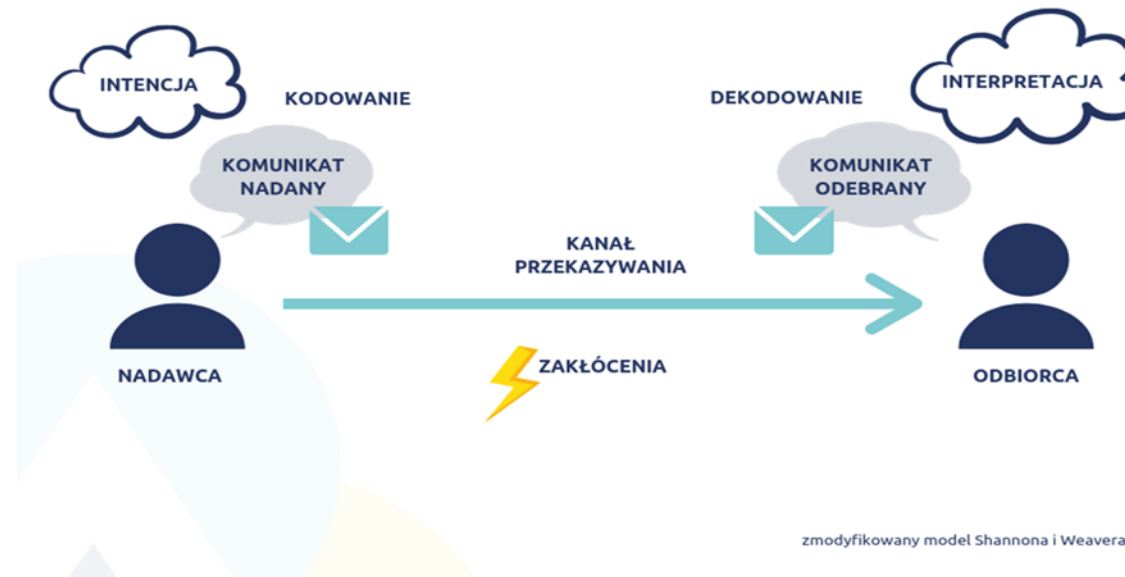 INTENCJA
KODOWANIE
KOMUNIKAT
NADANY
NADAWCA
KANAŁ
PRZEKAZYWANIA
ZAKŁÓCENIA
DEKODOWANIE
INTERPRETACJA
KOMUNIKAT
ODEBRANY
ODBIORCA
zmodyfikowany model Shannona i Weavera